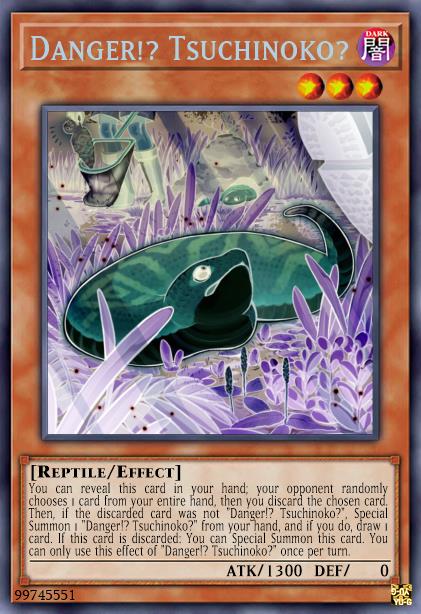 DANGER!? TSUCHINOKO?
DARK
闇
[REPTILE/EFFECT]
You can reveal this card in your hand; your opponent randomly
chooses 1 card from your entire hand, then you discard the chosen card.
Then, if the discarded card was not "Danger!? Tsuchinoko?", Special
Summon 1 "Danger!? Tsuchinoko?" from your hand, and if you do, draw 1
card. If this card is discarded: You can Special Summon this card. You
can only use this effect of "Danger!? Tsuchinoko?" once per turn.
ATK/1300 DEF/ 0
99745551